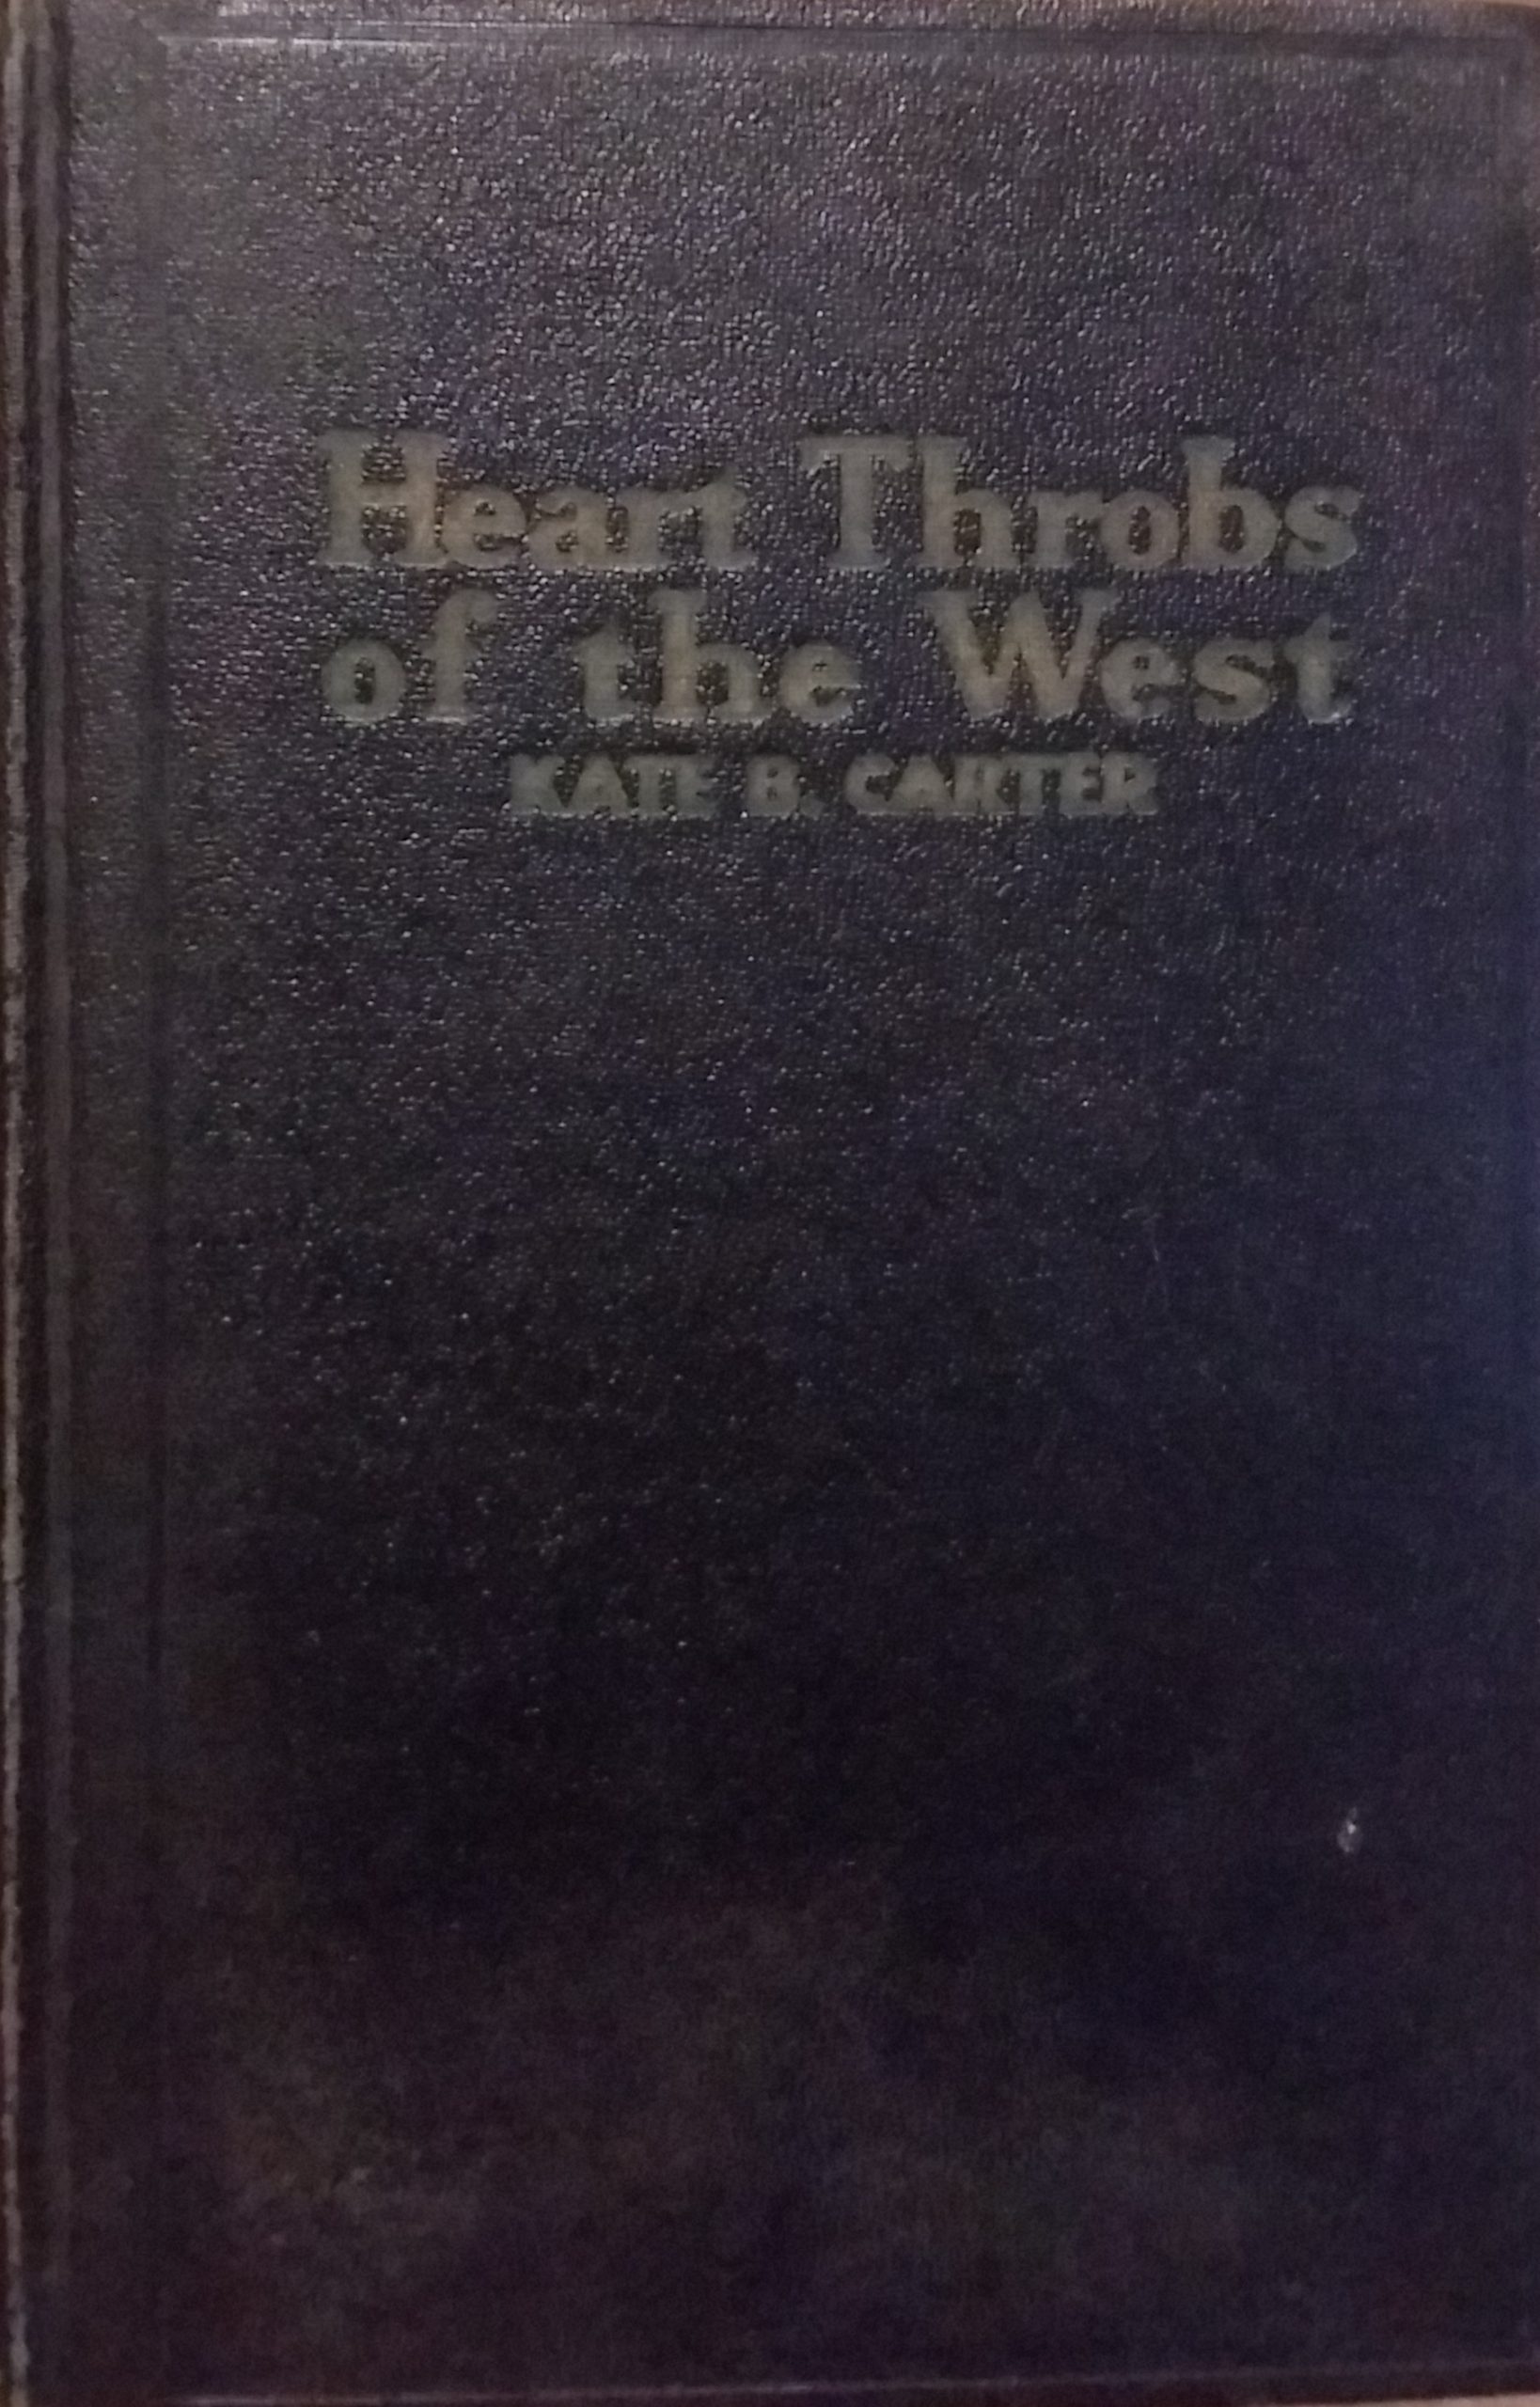 Heart Throbs
of the West
KATE B. CARTER